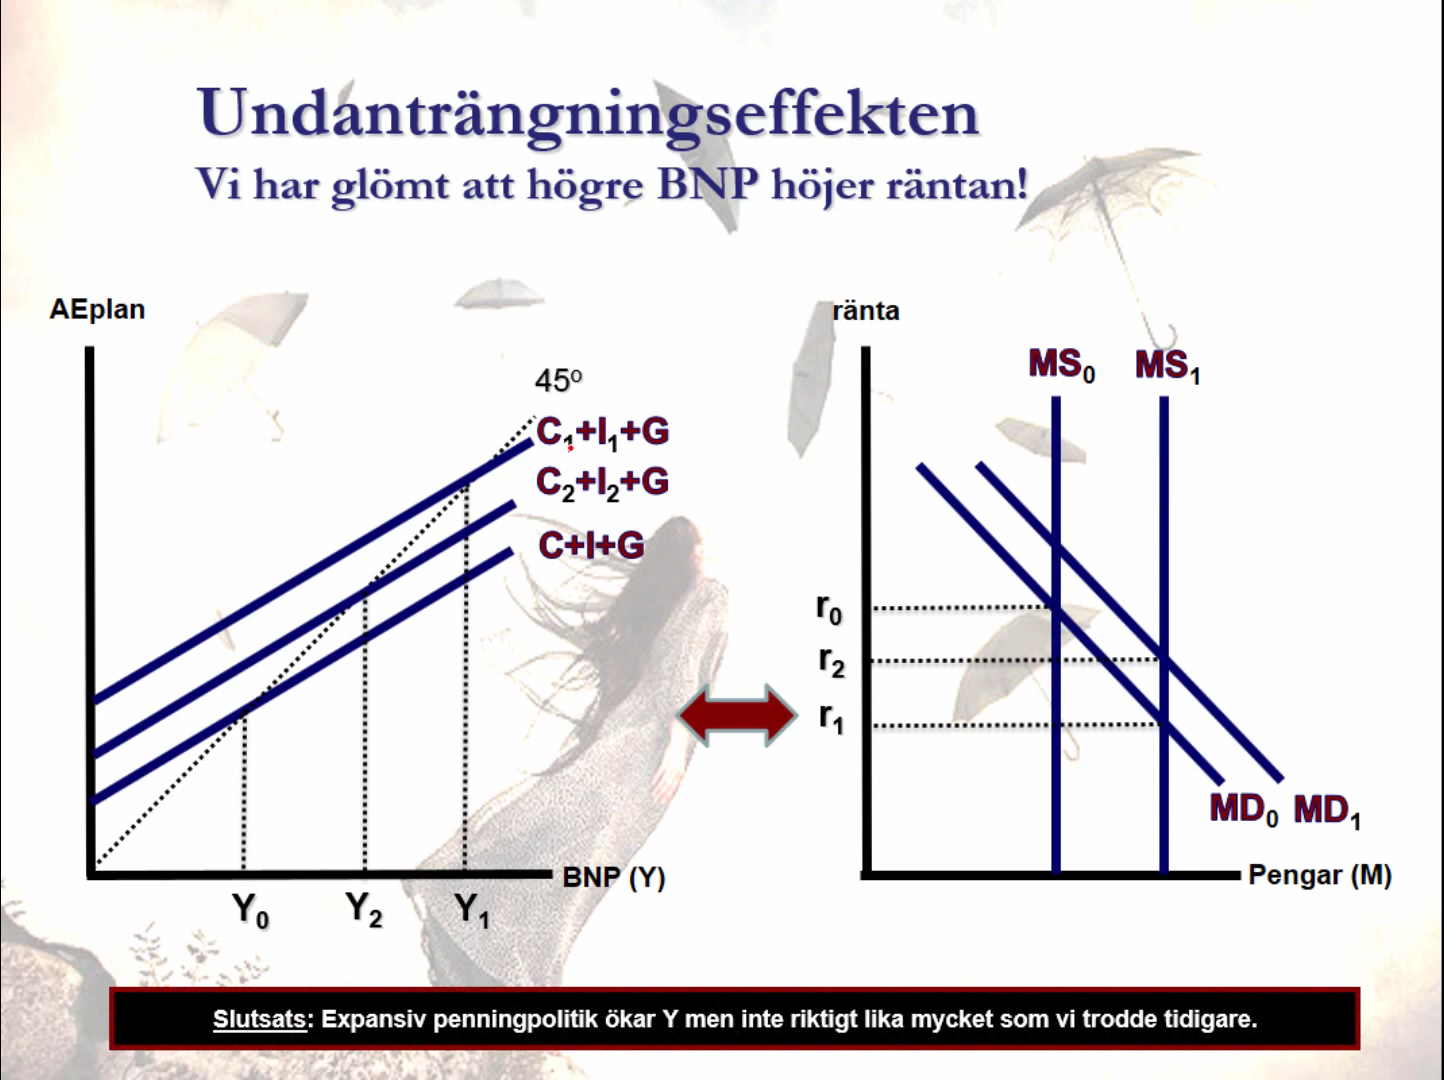 Undanträngningseffekten
Vi har glömt att högre BNP höjer räntan!
AEplan
45º
C₁+I₁+G
C₂+I₂+G
C+I+G
Y₀
Y₂
Y₁
BNP (Y)
ränta
MS₀
MS₁
r₀
r₂
r₁
MD₀
MD₁
Pengar (M)
Slutsats: Expansiv penningpolitik ökar Y men inte riktigt lika mycket som vi trodde tidigare.